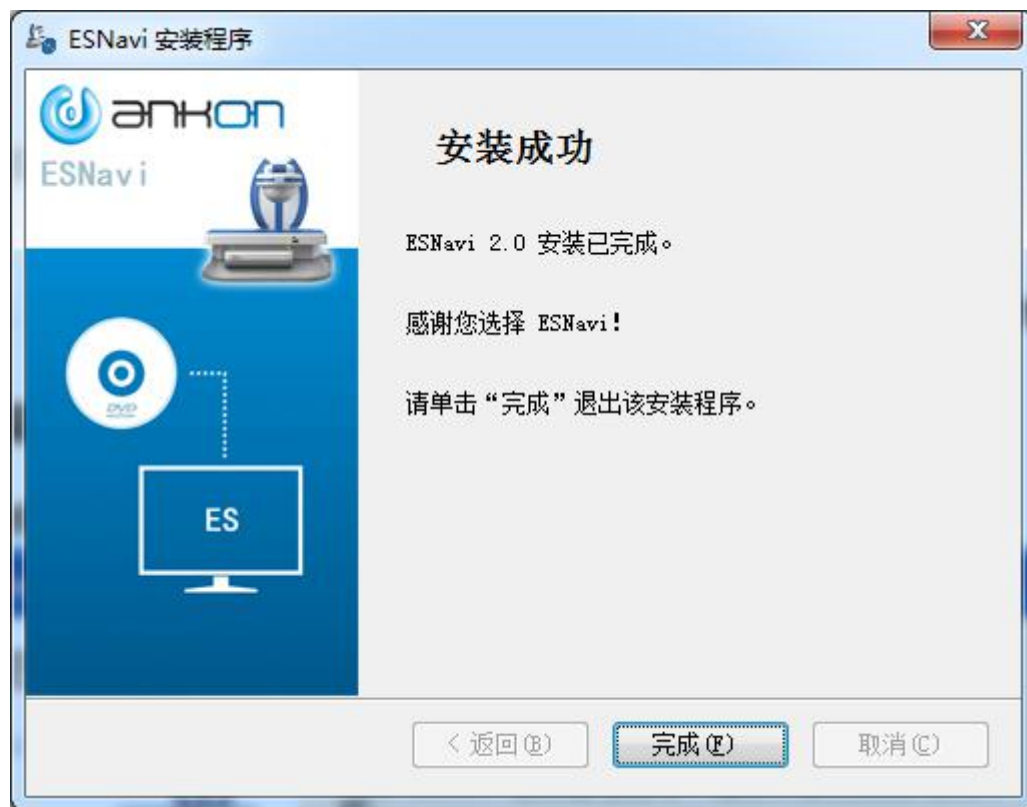 ESNavi 安装程序
ankon
ESNavi
安装成功
ESNavi 2.0 安装已完成。
感谢您选择 ESNavi!
请单击“完成”退出该安装程序。
DVD
ES
< 返回(B)
完成(F)
取消(C)